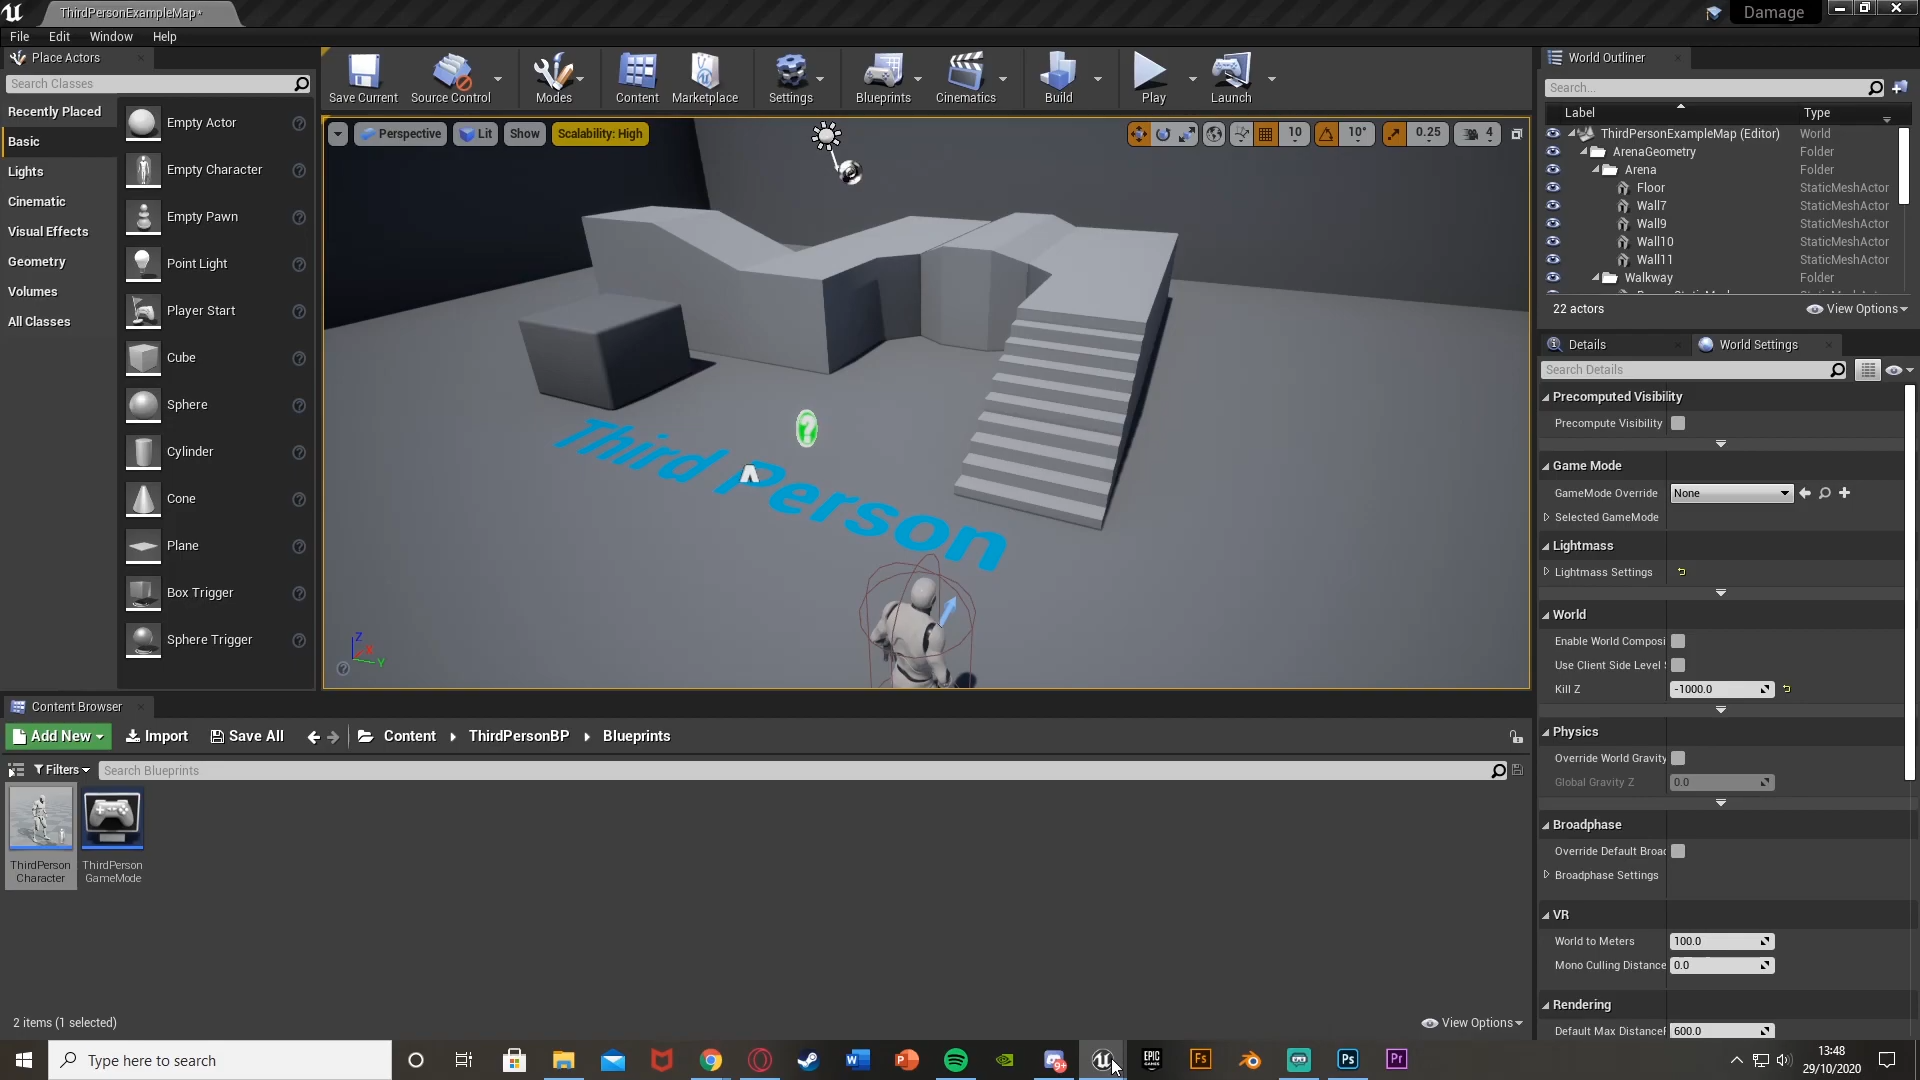 ThirdPersonExampleMap*
Damage
File Edit Window Help
Place Actors
Search Classes
Recently Placed
Basic
Lights
Cinematic
Visual Effects
Geometry
Volumes
All Classes
Empty Actor
Empty Character
Empty Pawn
Point Light
Player Start
Cube
Sphere
Cylinder
Cone
Plane
Box Trigger
Sphere Trigger
Save Current
Source Control
Modes
Content
Marketplace
Settings
Blueprints
Cinematics
Build
Play
Launch
Perspective
Lit
Show
Scalability: High
10
10°
0.25
4
Third Person
Z
X
Y
World Outliner
Search...
Label Type
ThirdPersonExampleMap (Editor) World
ArenaGeometry Folder
Arena Folder
Floor StaticMeshActor
Wall7 StaticMeshActor
Wall9 StaticMeshActor
Wall10 StaticMeshActor
Wall11 StaticMeshActor
Walkway Folder
22 actors
View Options
Details
World Settings
Search Details
Precomputed Visibility
Precompute Visibility
Game Mode
GameMode Override None
Selected GameMode
Lightmass
Lightmass Settings
World
Enable World Composi
Use Client Side Level
Kill Z -1000.0
Physics
Override World Gravity
Global Gravity Z 0.0
Broadphase
Override Default Broad
Broadphase Settings
VR
World to Meters 100.0
Mono Culling Distance 0.0
Rendering
Default Max DistanceF 600.0
Content Browser
Add New
Import
Save All
Content
ThirdPersonBP
Blueprints
Filters
Search Blueprints
ThirdPerson
Character
ThirdPerson
GameMode
2 items (1 selected)
View Options
Type here to search
W
P
9+
EPIC
GAMES
Fs
Ps
Pr
13:48
29/10/2020